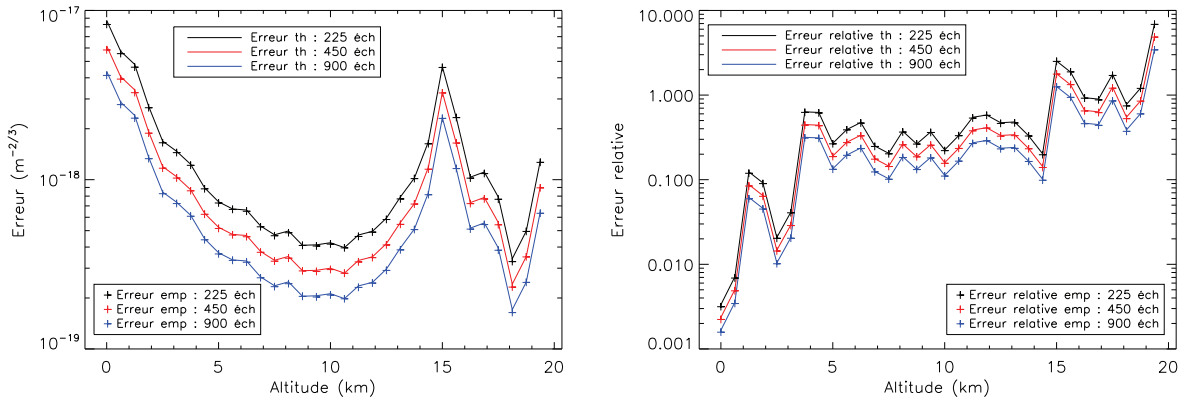 10⁻¹⁷
10⁻¹⁸
10⁻¹⁹
Erreur (m⁻²/³)
Erreur th : 225 éch
Erreur th : 450 éch
Erreur th : 900 éch
Erreur emp : 225 éch
Erreur emp : 450 éch
Erreur emp : 900 éch
0 5 10 15 20
Altitude (km)
10.000
1.000
0.100
0.010
0.001
Erreur relative
Erreur relative th : 225 éch
Erreur relative th : 450 éch
Erreur relative th : 900 éch
Erreur relative emp : 225 éch
Erreur relative emp : 450 éch
Erreur relative emp : 900 éch
0 5 10 15 20
Altitude (km)